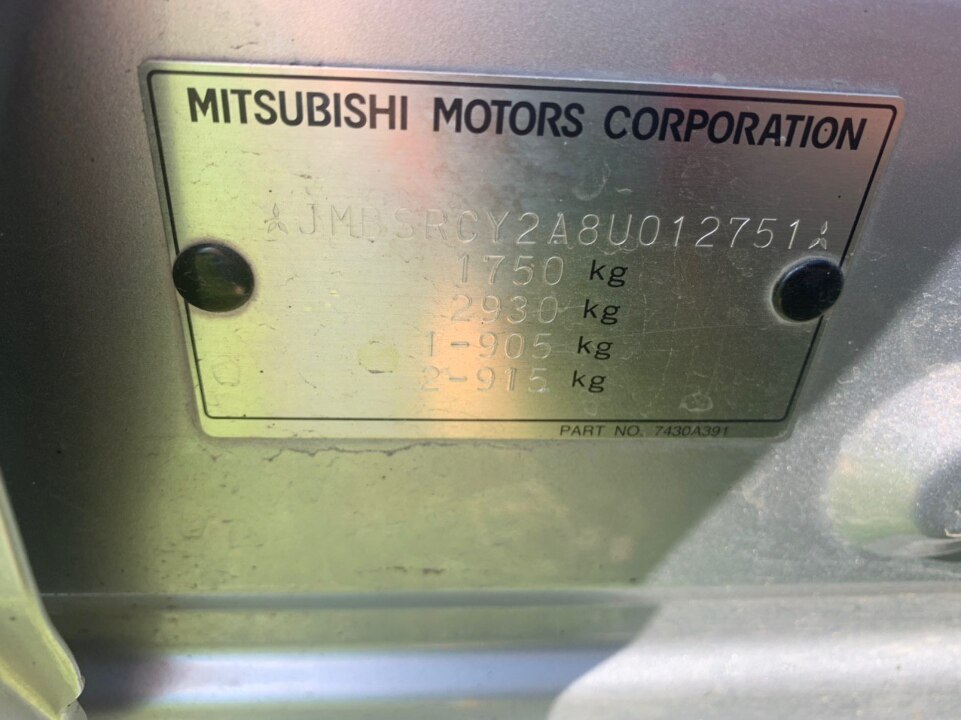 MITSUBISHI MOTORS CORPORATION
JMBSRCY2A8U012751
1750 kg
2930 kg
1-905 kg
2-915 kg
PART NO. 7430A391